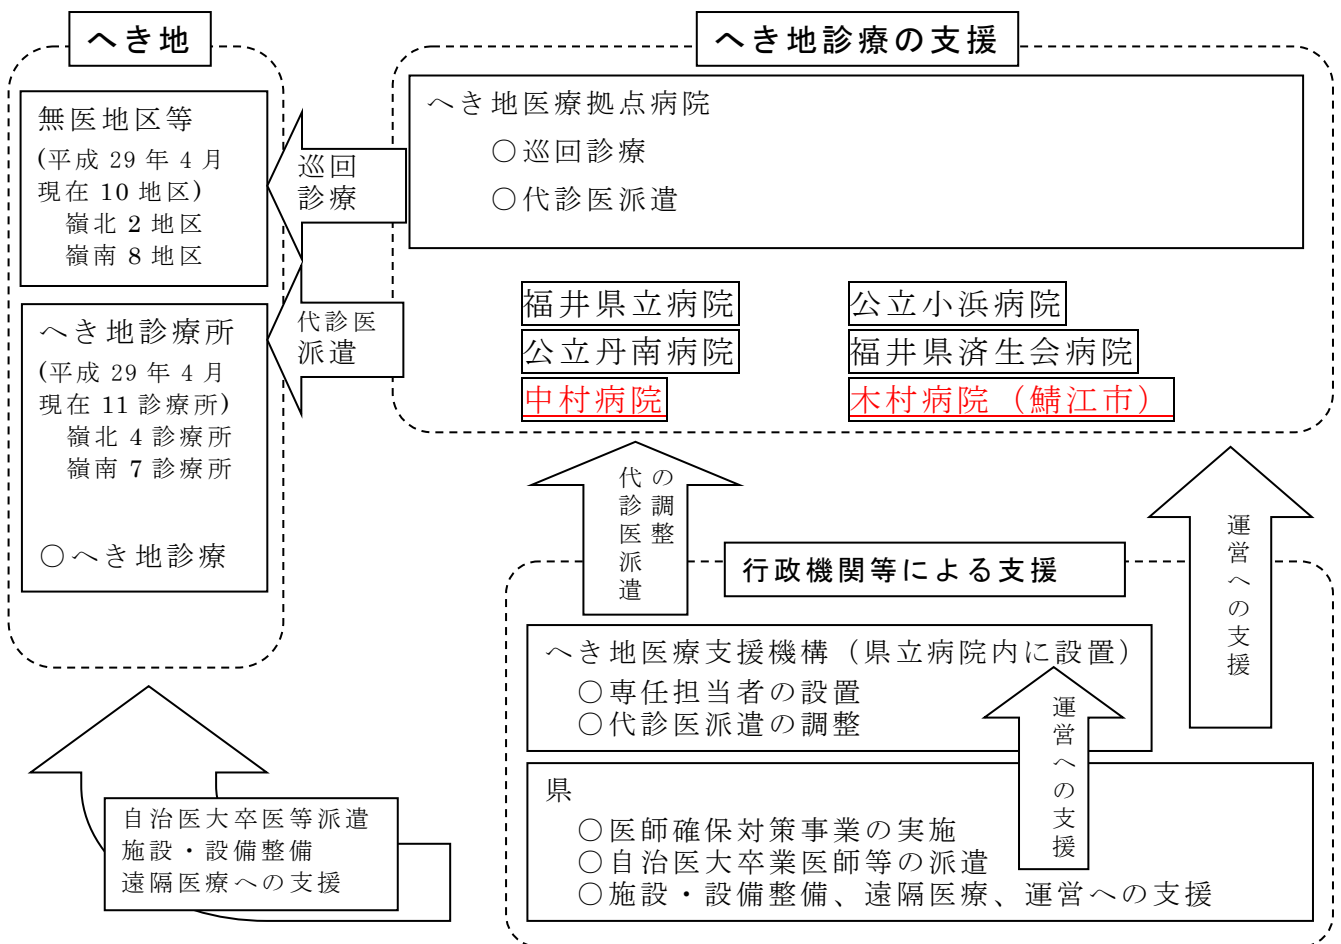 へき地
無医地区等
(平成 29 年 4 月
現在 10 地区)
嶺北 2 地区
嶺南 8 地区
へき地診療所
(平成 29 年 4 月
現在 11 診療所)
嶺北 4 診療所
嶺南 7 診療所
○へき地診療
巡回
診療
代診医
派遣
へき地診療の支援
へき地医療拠点病院
○巡回診療
○代診医派遣
福井県立病院
公立小浜病院
公立丹南病院
福井県済生会病院
中村病院
木村病院（鯖江市）
代診医派遣
の調整
運営への支援
行政機関等による支援
へき地医療支援機構（県立病院内に設置）
○専任担当者の設置
○代診医派遣の調整
運営への支援
県
○医師確保対策事業の実施
○自治医大卒業医師等の派遣
○施設・設備整備、遠隔医療、運営への支援
自治医大卒医等派遣
施設・設備整備
遠隔医療への支援